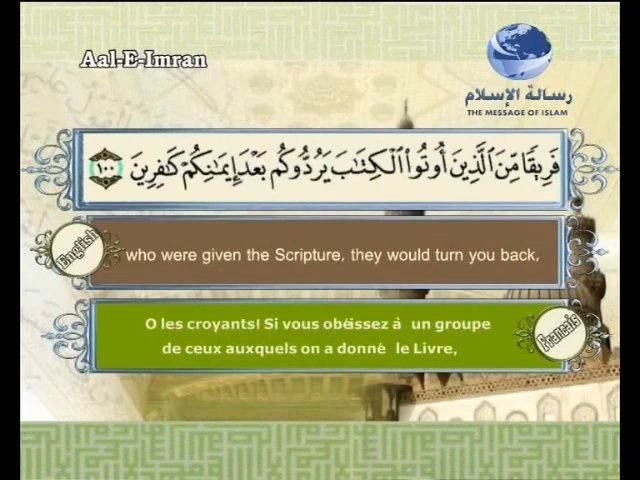 Aal-E-Imran
رسالة الإسلام
THE MESSAGE OF ISLAM
فَرِيقًا مِّنَ ٱلَّذِينَ أُوتُوا۟ ٱلْكِتَـٰبَ يَرُدُّوكُم بَعْدَ إِيمَـٰنِكُمْ كَـٰفِرِينَ ١٠٠
English
who were given the Scripture, they would turn you back,
O les croyants! Si vous obéissez à un groupe
de ceux auxquels on a donné le Livre,
Francais